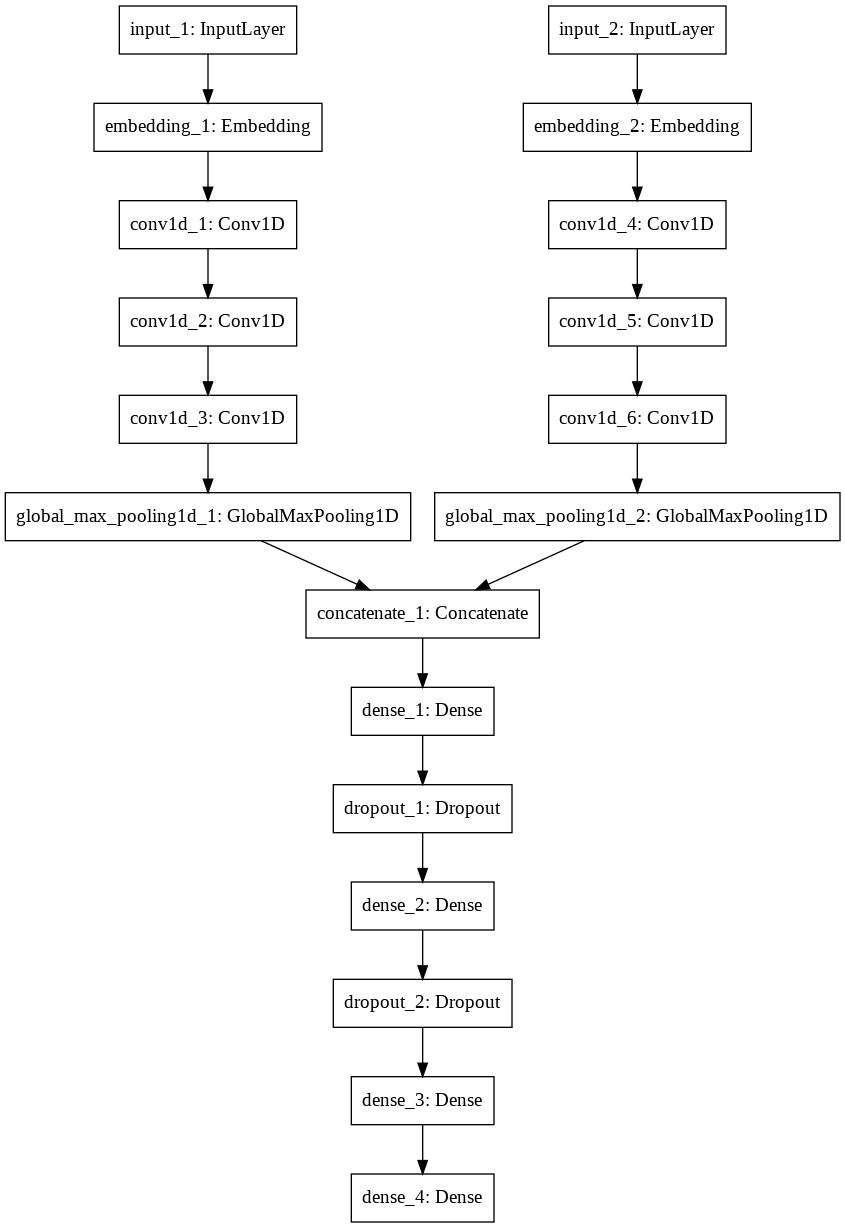 input_1: InputLayer
input_2: InputLayer
embedding_1: Embedding
embedding_2: Embedding
conv1d_1: Conv1D
conv1d_4: Conv1D
conv1d_2: Conv1D
conv1d_5: Conv1D
conv1d_3: Conv1D
conv1d_6: Conv1D
global_max_pooling1d_1: GlobalMaxPooling1D
global_max_pooling1d_2: GlobalMaxPooling1D
concatenate_1: Concatenate
dense_1: Dense
dropout_1: Dropout
dense_2: Dense
dropout_2: Dropout
dense_3: Dense
dense_4: Dense